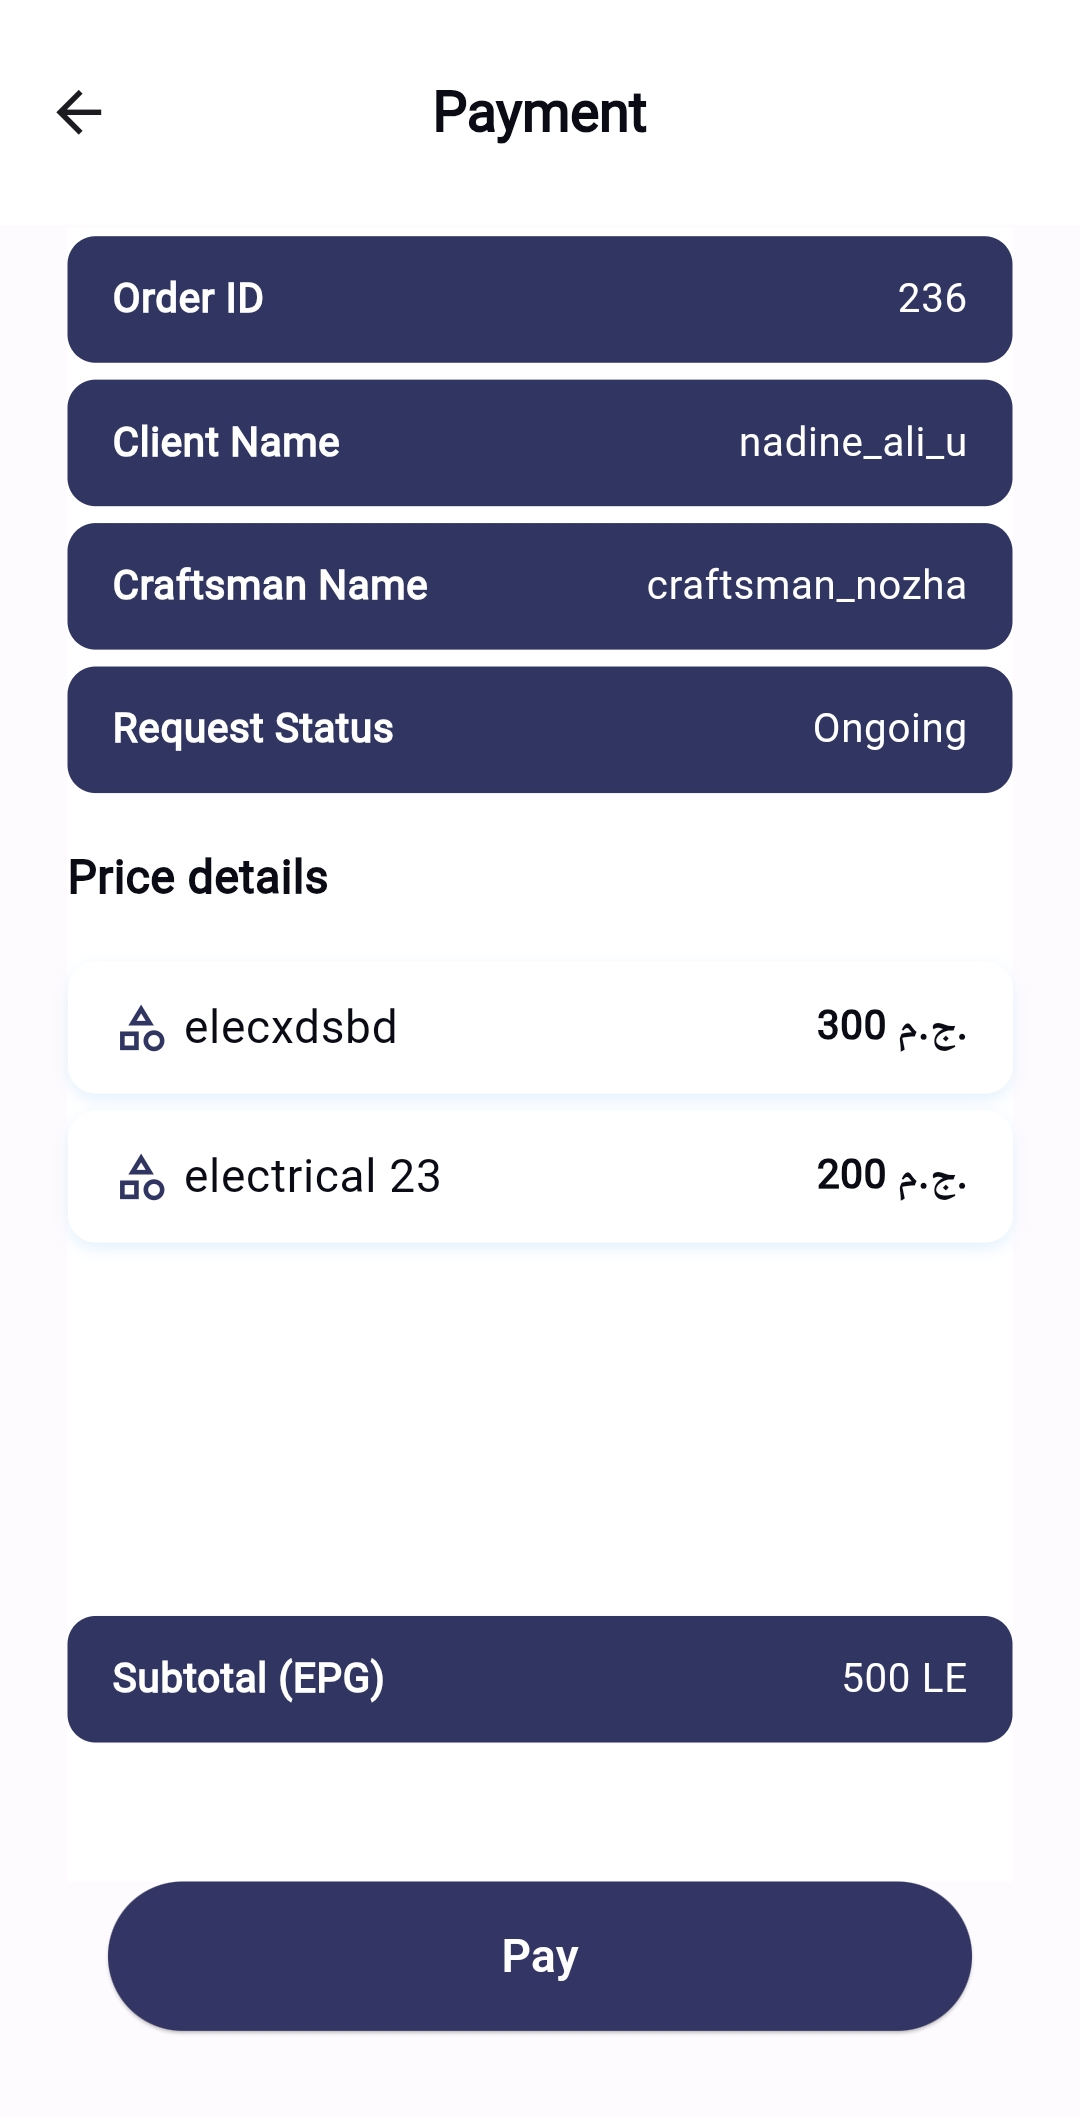 Payment
Order ID 236
Client Name nadine_ali_u
Craftsman Name craftsman_nozha
Request Status Ongoing
Price details
elecxdsbd 300 ج.م.
electrical 23 200 ج.م.
Subtotal (EPG) 500 LE
Pay